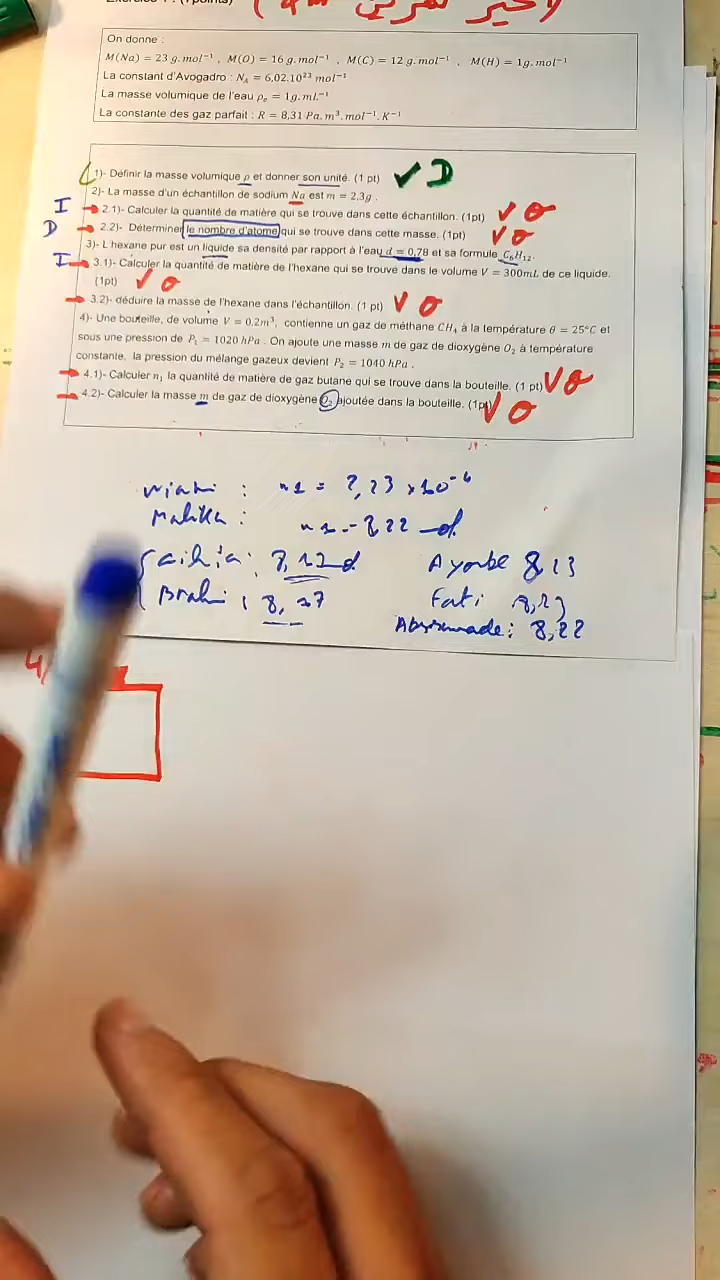 On donne :
M(Na) = 23 g.mol⁻¹ , M(O) = 16 g.mol⁻¹ , M(C) = 12 g.mol⁻¹ , M(H) = 1g.mol⁻¹
La constant d'Avogadro : Nₐ = 6,02.10²³ mol⁻¹
La masse volumique de l'eau ρₑ = 1g.mL⁻¹
La constante des gaz parfait : R = 8,31 Pa.m³.mol⁻¹.K⁻¹
1)- Définir la masse volumique ρ et donner son unité. (1 pt) D
2)- La masse d'un échantillon de sodium Na est m = 2,3g .
I 2.1)- Calculer la quantité de matière qui se trouve dans cette échantillon. (1pt)
D 2.2)- Déterminer le nombre d'atome qui se trouve dans cette masse. (1pt)
3)- L'hexane pur est un liquide sa densité par rapport à l'eau d = 0,78 et sa formule C₆H₁₂.
I 3.1)- Calculer la quantité de matière de l'hexane qui se trouve dans le volume V = 300mL de ce liquide.
(1pt)
3.2)- déduire la masse de l'hexane dans l'échantillon. (1 pt)
4)- Une bouteille, de volume V = 0,2m³, contienne un gaz de méthane CH₄ à la température θ = 25°C et
sous une pression de P₁ = 1020 hPa . On ajoute une masse m de gaz de dioxygène O₂ à température
constante, la pression du mélange gazeux devient P₂ = 1040 hPa .
4.1)- Calculer n₁ la quantité de matière de gaz butane qui se trouve dans la bouteille. (1 pt)
4.2)- Calculer la masse m de gaz de dioxygène O₂ ajoutée dans la bouteille. (1pt)
Malika :
Ayoube 8,23
Brahi : 8,27
Fati 8,23
8,22